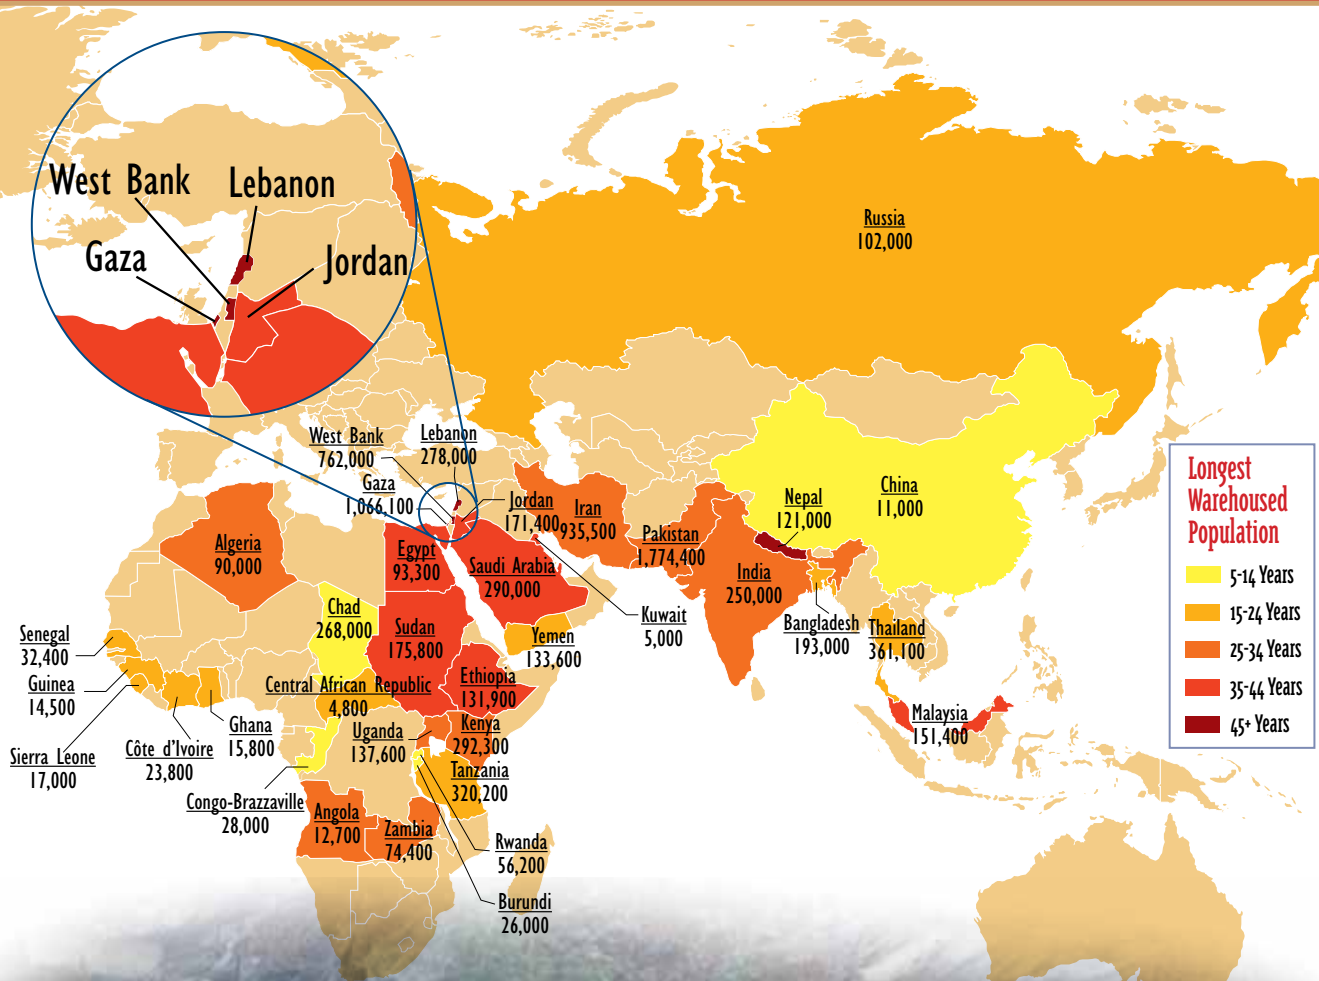 West Bank
Lebanon
Gaza
Jordan
Russia
102,000
West Bank
762,000
Lebanon
278,000
Gaza
1,066,100
Jordan
171,400
Iran
935,500
Pakistan
1,774,400
Nepal
121,000
China
11,000
India
250,000
Algeria
90,000
Egypt
93,300
Saudi Arabia
290,000
Kuwait
5,000
Bangladesh
193,000
Thailand
361,100
Chad
268,000
Sudan
175,800
Yemen
133,600
Senegal
32,400
Guinea
14,500
Sierra Leone
17,000
Côte d'Ivoire
23,800
Ghana
15,800
Central African Republic
4,800
Ethiopia
131,900
Uganda
137,600
Kenya
292,300
Tanzania
320,200
Malaysia
151,400
Congo-Brazzaville
28,000
Angola
12,700
Zambia
74,400
Rwanda
56,200
Burundi
26,000
Longest
Warehoused
Population
5-14 Years
15-24 Years
25-34 Years
35-44 Years
45+ Years